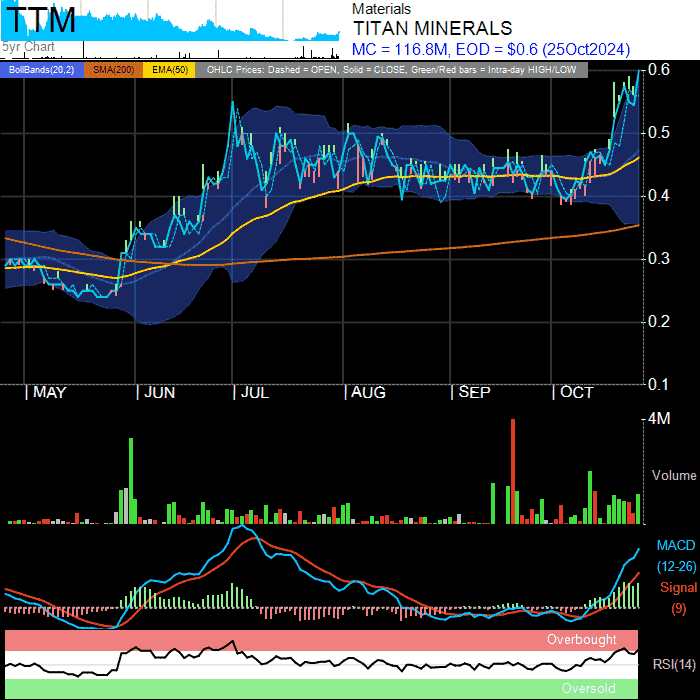 TTM
5yr Chart
Materials
TITAN MINERALS
MC = 116.8M, EOD = $0.6 (25Oct2024)
BollBands(20,2) SMA(200) EMA(50) OHLC Prices: Dashed = OPEN, Solid = CLOSE, Green/Red bars = Intra-day HIGH/LOW
0.6
0.5
0.4
0.3
0.2
0.1
MAY JUN JUL AUG SEP OCT
4M
Volume
MACD
(12-26)
Signal
(9)
Overbought
RSI(14)
Oversold